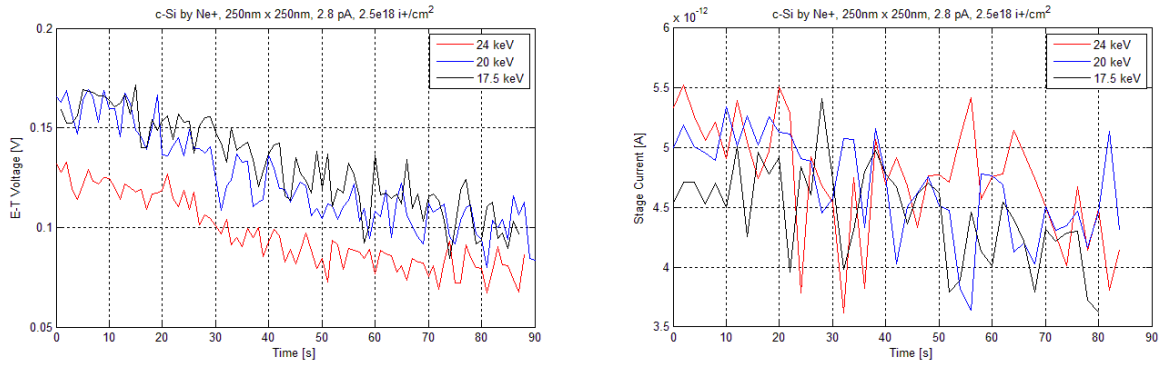 c-Si by Ne+, 250nm x 250nm, 2.8 pA, 2.5e18 i+/cm²
0.2
0.15
0.1
0.05
E-T Voltage [V]
24 keV
20 keV
17.5 keV
0 10 20 30 40 50 60 70 80 90
Time [s]
c-Si by Ne+, 250nm x 250nm, 2.8 pA, 2.5e18 i+/cm²
x 10⁻¹²
6
5.5
5
4.5
4
3.5
Stage Current [A]
24 keV
20 keV
17.5 keV
0 10 20 30 40 50 60 70 80 90
Time [s]